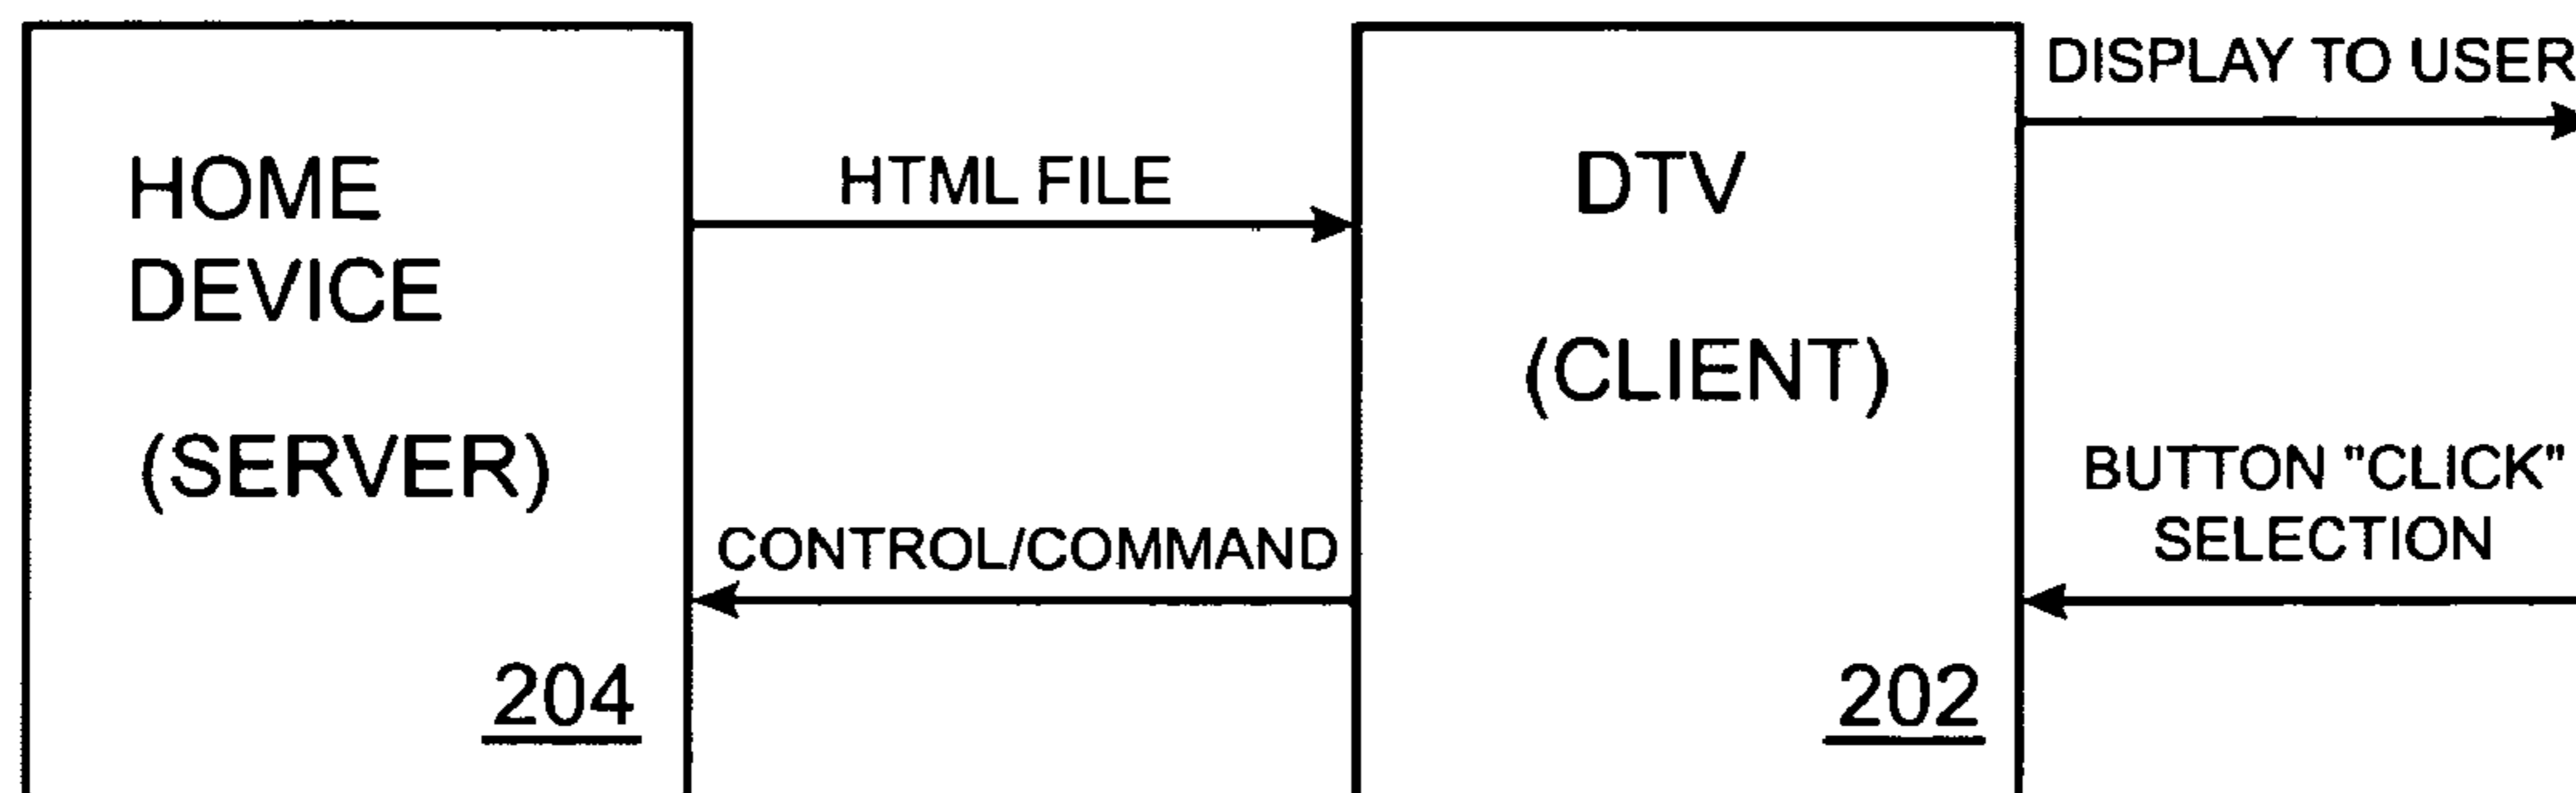 HOME
DEVICE
(SERVER)
204
HTML FILE
CONTROL/COMMAND
DTV
(CLIENT)
202
DISPLAY TO USER
BUTTON "CLICK"
SELECTION